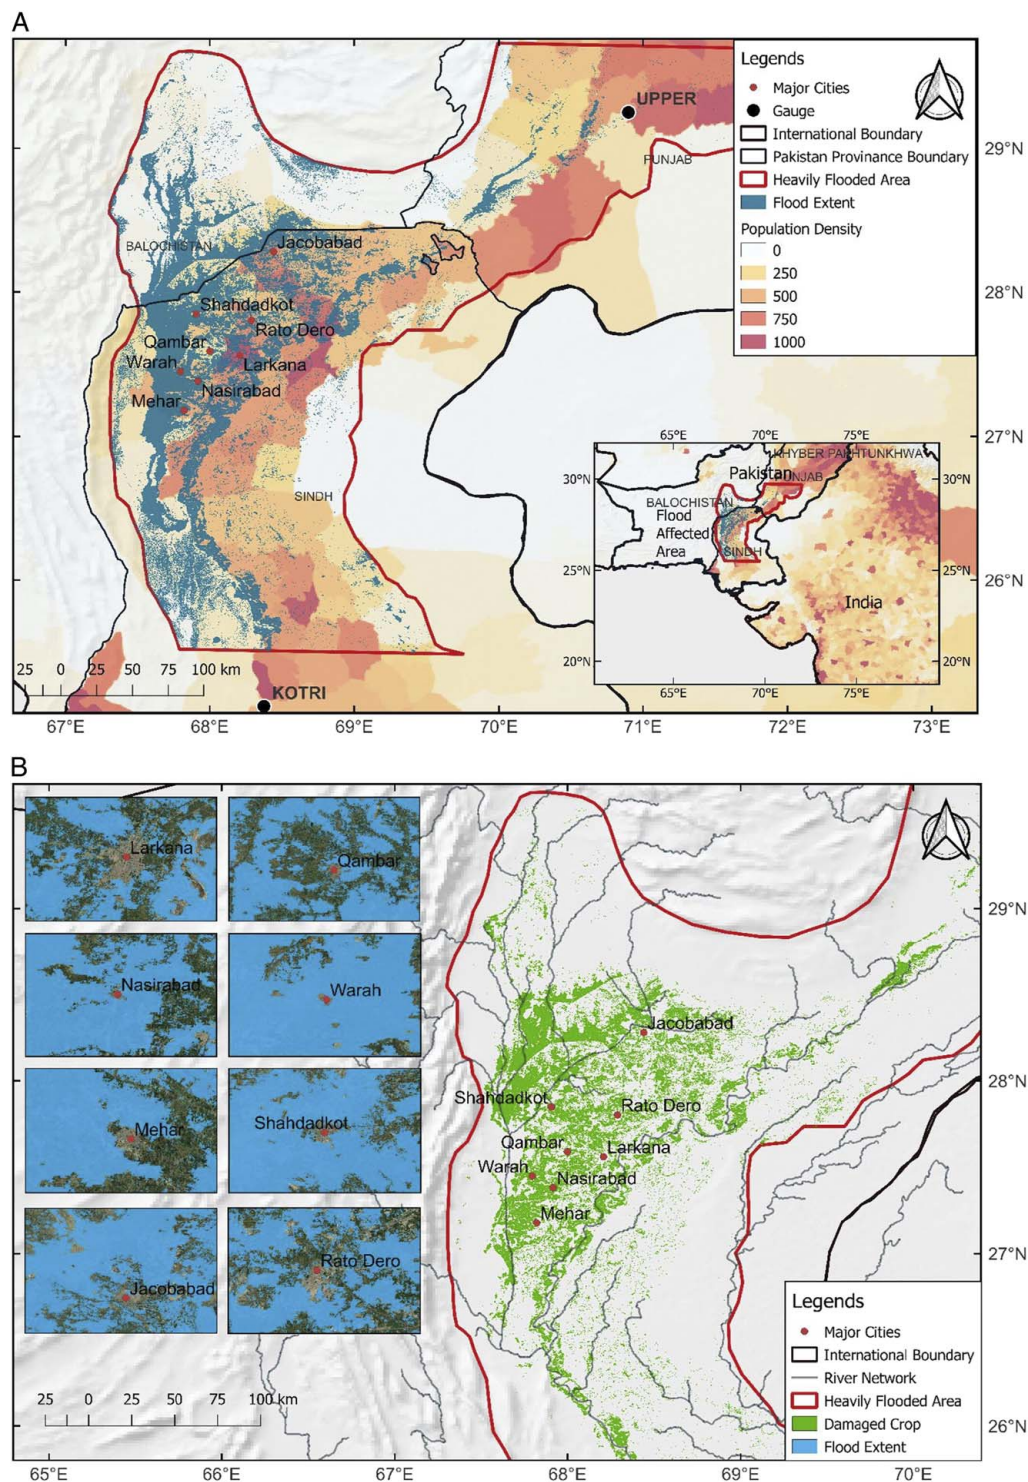 A
Legends
Major Cities
Gauge
International Boundary
Pakistan Provinance Boundary
Heavily Flooded Area
Flood Extent
Population Density
0
250
500
750
1000
UPPER
PUNJAB
BALOCHISTAN
Jacobabad
Shahdadkot
Rato Dero
Qambar
Warah
Larkana
Nasirabad
Mehar
SINDH
KOTRI
25 0 25 50 75 100 km
29°N
28°N
27°N
26°N
67°E 68°E 69°E 70°E 71°E 72°E 73°E
65°E 70°E 75°E
KHYBER PAKHTUNKHWA
Pakistan
PUNJAB
30°N
30°N
BALOCHISTAN
Flood
Affected
Area
SINDH
25°N
25°N
India
20°N
20°N
65°E 70°E 75°E
B
Larkana
Qambar
Nasirabad
Warah
Mehar
Shahdadkot
Jacobabad
Rato Dero
Jacobabad
Shahdadkot
Rato Dero
Qambar
Larkana
Warah
Nasirabad
Mehar
29°N
28°N
27°N
26°N
Legends
Major Cities
International Boundary
River Network
Heavily Flooded Area
Damaged Crop
Flood Extent
25 0 25 50 75 100 km
65°E 66°E 67°E 68°E 69°E 70°E